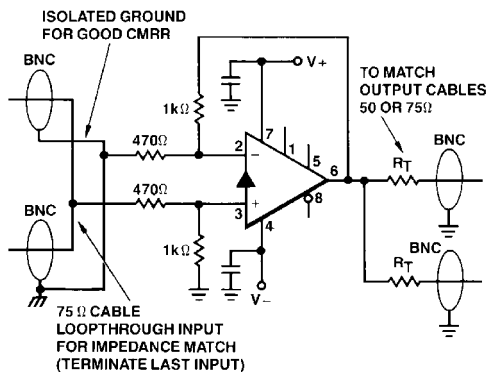 ISOLATED GROUND
FOR GOOD CMRR
BNC
1kΩ
V+
TO MATCH
OUTPUT CABLES
50 OR 75Ω
BNC
7
1
5
470Ω
2
−
6
RT
470Ω
+
3
8
4
BNC
1kΩ
BNC
RT
V−
75 Ω CABLE
LOOPTHROUGH INPUT
FOR IMPEDANCE MATCH
(TERMINATE LAST INPUT)